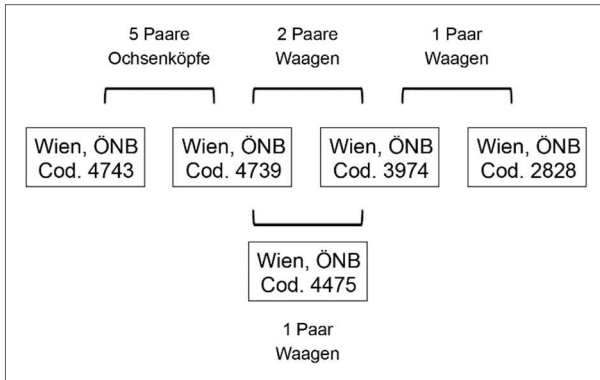 5 Paare
Ochsenköpfe
2 Paare
Waagen
1 Paar
Waagen
Wien, ÖNB
Cod. 4743
Wien, ÖNB
Cod. 4739
Wien, ÖNB
Cod. 3974
Wien, ÖNB
Cod. 2828
Wien, ÖNB
Cod. 4475
1 Paar
Waagen